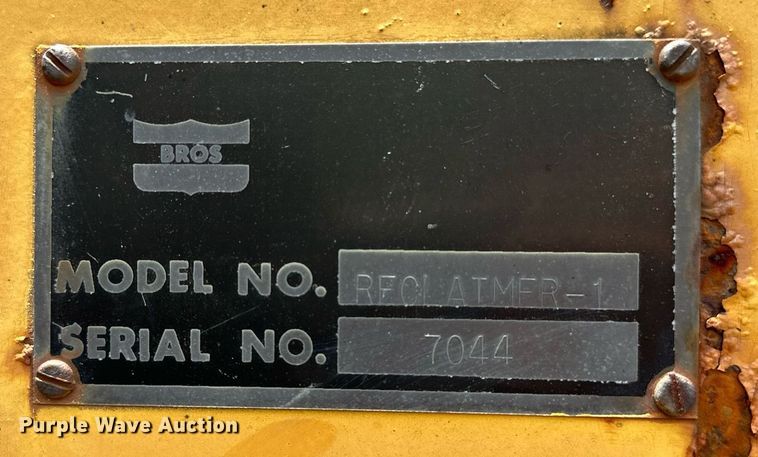 BROS
MODEL NO. RECLAIMER-1
SERIAL NO. 7044
Purple Wave Auction